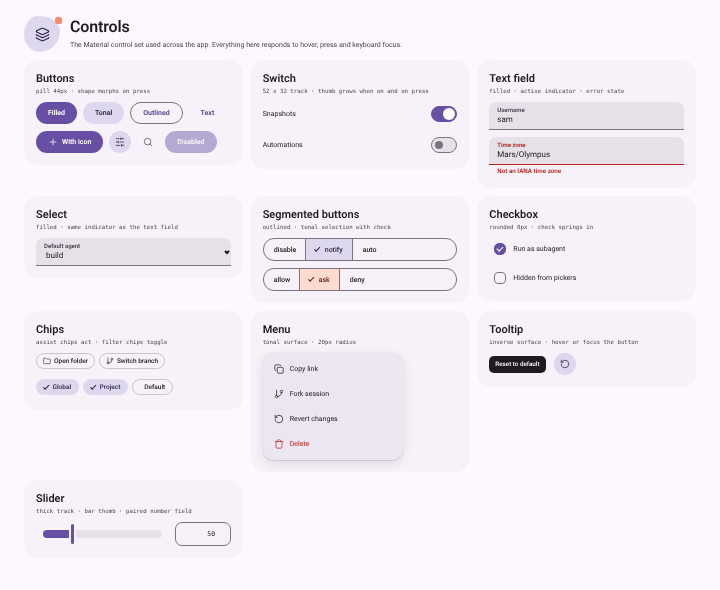 Controls
The Material control set used across the app. Everything here responds to hover, press and keyboard focus.
Buttons
pill 44px · shape morphs on press
Filled
Tonal
Outlined
Text
With icon
Disabled
Switch
52 x 32 track · thumb grows when on and on press
Snapshots
Automations
Text field
filled · active indicator · error state
Username
sam
Time zone
Mars/Olympus
Not an IANA time zone
Select
filled · same indicator as the text field
Default agent
build
Segmented buttons
outlined · tonal selection with check
disable
notify
auto
allow
ask
deny
Checkbox
rounded 8px · check springs in
Run as subagent
Hidden from pickers
Chips
assist chips act · filter chips toggle
Open folder
Switch branch
Global
Project
Default
Menu
tonal surface · 20px radius
Copy link
Fork session
Revert changes
Delete
Tooltip
inverse surface · hover or focus the button
Reset to default
Slider
thick track · bar thumb · paired number field
50